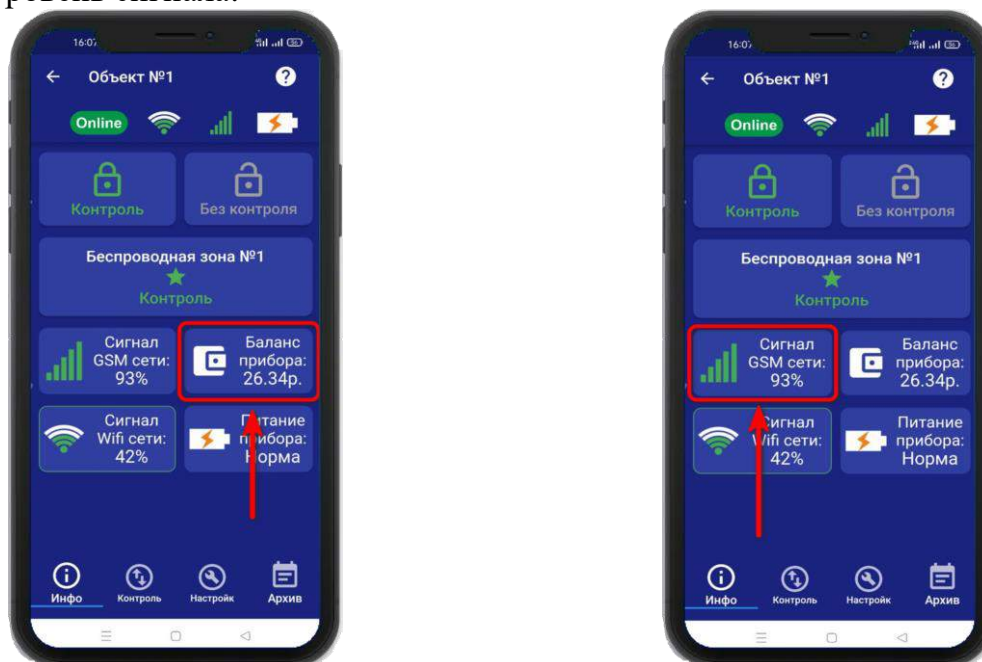 16:07
Объект №1
Online
Контроль
Без контроля
Беспроводная зона №1
Контроль
Сигнал
GSM сети:
93%
Баланс
прибора:
26.34р.
Сигнал
Wifi сети:
42%
Питание
прибора:
Норма
Инфо
Контроль
Настройк
Архив
16:07
Объект №1
Online
Контроль
Без контроля
Беспроводная зона №1
Контроль
Сигнал
GSM сети:
93%
Баланс
прибора:
26.34р.
Сигнал
Wifi сети:
42%
Питание
прибора:
Норма
Инфо
Контроль
Настройк
Архив